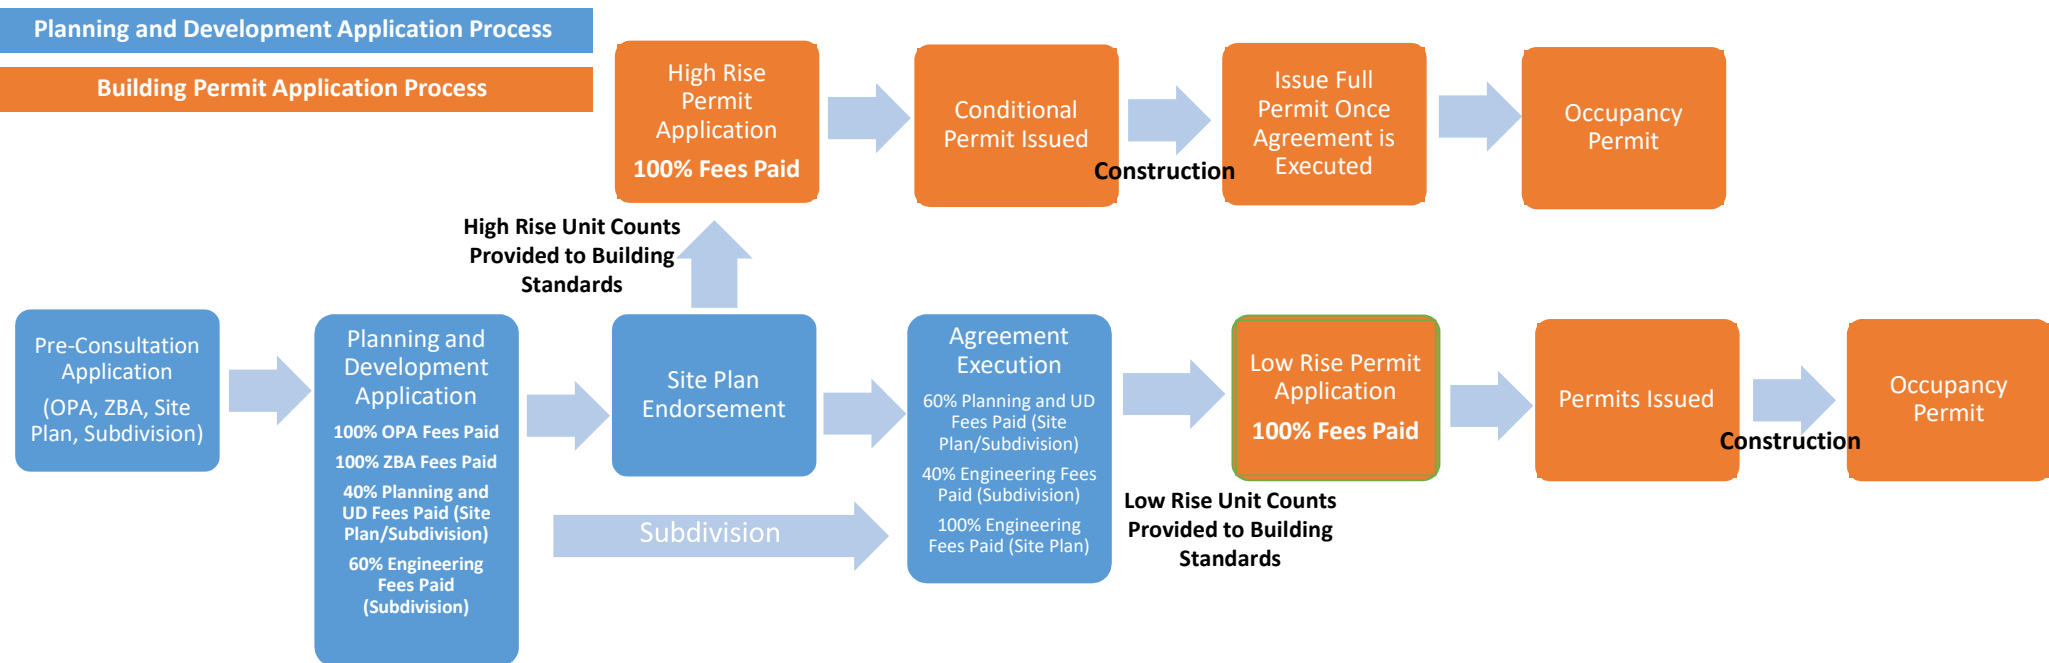 Planning and Development Application Process
Building Permit Application Process
High Rise
Permit
Application
100% Fees Paid
Conditional
Permit Issued
Construction
Issue Full
Permit Once
Agreement is
Executed
Occupancy
Permit
High Rise Unit Counts
Provided to Building
Standards
Pre-Consultation
Application
(OPA, ZBA, Site
Plan, Subdivision)
Planning and
Development
Application
100% OPA Fees Paid
100% ZBA Fees Paid
40% Planning and
UD Fees Paid (Site
Plan/Subdivision)
60% Engineering
Fees Paid
(Subdivision)
Site Plan
Endorsement
Subdivision
Agreement
Execution
60% Planning and UD
Fees Paid (Site
Plan/Subdivision)
40% Engineering Fees
Paid (Subdivision)
100% Engineering
Fees Paid (Site Plan)
Low Rise Permit
Application
100% Fees Paid
Low Rise Unit Counts
Provided to Building
Standards
Permits Issued
Construction
Occupancy
Permit